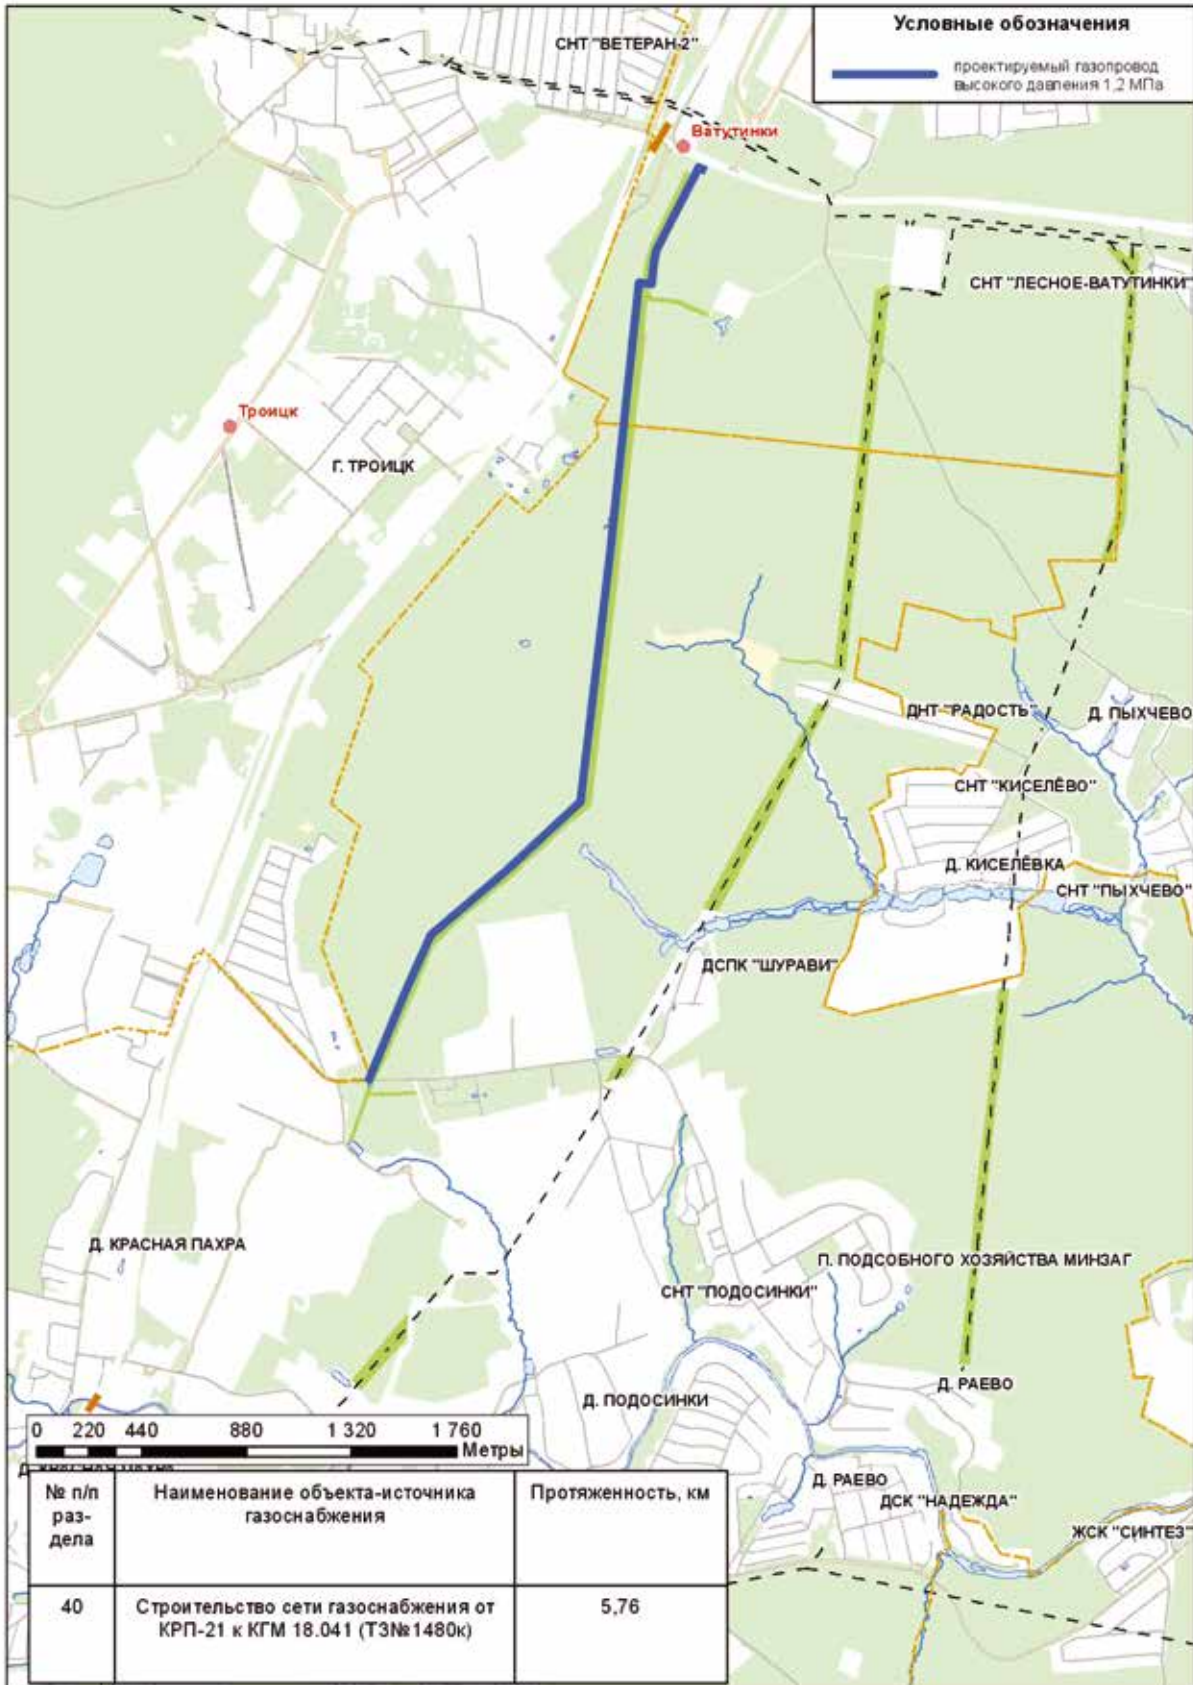 Условные обозначения
проектируемый газопровод
высокого давления 1,2 МПа
СНТ "ВЕТЕРАН-2"
Ватутинки
СНТ "ЛЕСНОЕ-ВАТУТИНКИ"
Троицк
Г. ТРОИЦК
ДНТ "РАДОСТЬ"
Д. ПЫХЧЕВО
СНТ "КИСЕЛЁВО"
Д. КИСЕЛЁВКА
СНТ "ПЫХЧЕВО"
ДСПК "ШУРАВИ"
Д. КРАСНАЯ ПАХРА
П. ПОДСОБНОГО ХОЗЯЙСТВА МИНЗАГ
СНТ "ПОДОСИНКИ"
Д. РАЕВО
Д. ПОДОСИНКИ
0 220 440 880 1 320 1 760
Метры
Д. РАЕВО
ДСК "НАДЕЖДА"
ЖСК "СИНТЕЗ"
№ п/п
раз-
дела
Наименование объекта-источника
газоснабжения
Протяженность, км
40
Строительство сети газоснабжения от
КРП-21 к КГМ 18.041 (ТЗ№1480к)
5,76